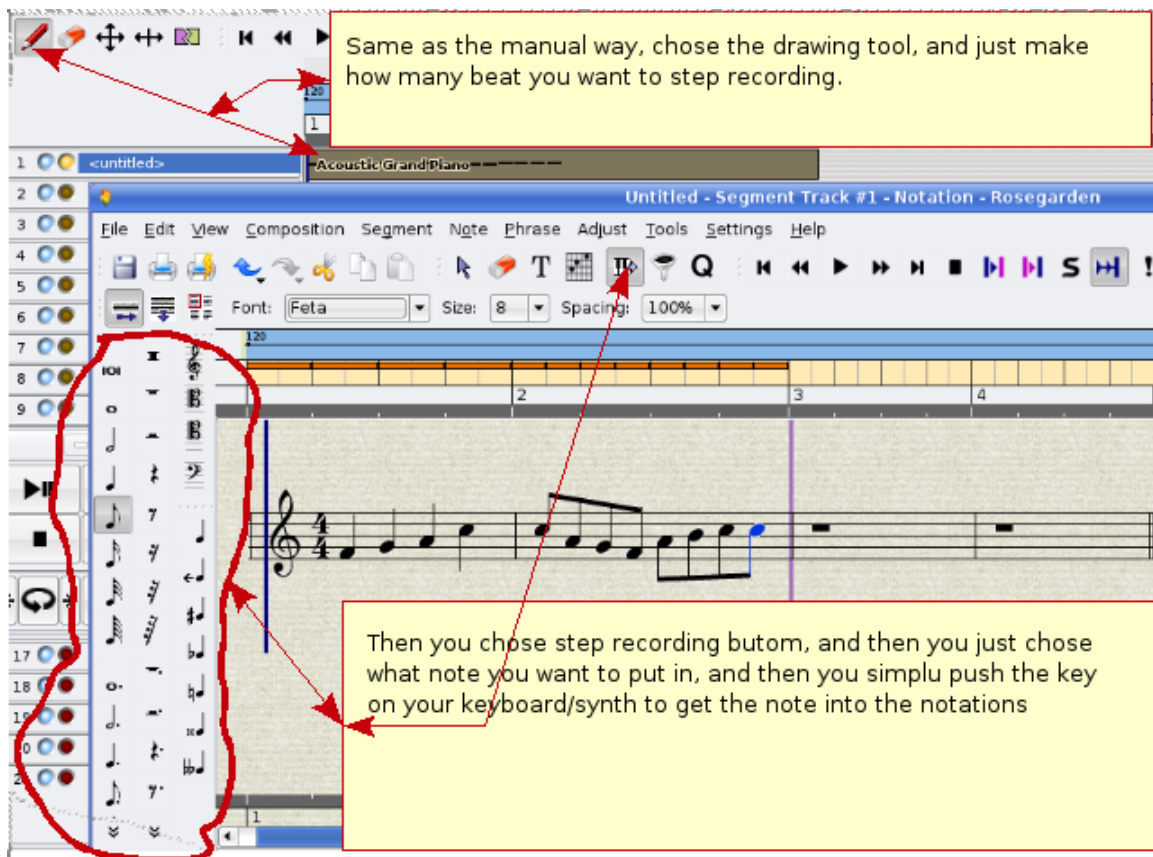 Same as the manual way, chose the drawing tool, and just make
how many beat you want to step recording.
120
1
1 <untitled> Acoustic Grand Piano
2
Untitled - Segment Track #1 - Notation - Rosegarden
3
File Edit View Composition Segment Note Phrase Adjust Tools Settings Help
4
5
6
Font: Feta Size: 8 Spacing: 100%
7
120
8
9
2 3 4
Then you chose step recording butom, and then you just chose
what note you want to put in, and then you simplu push the key
on your keyboard/synth to get the note into the notations
17
18
1